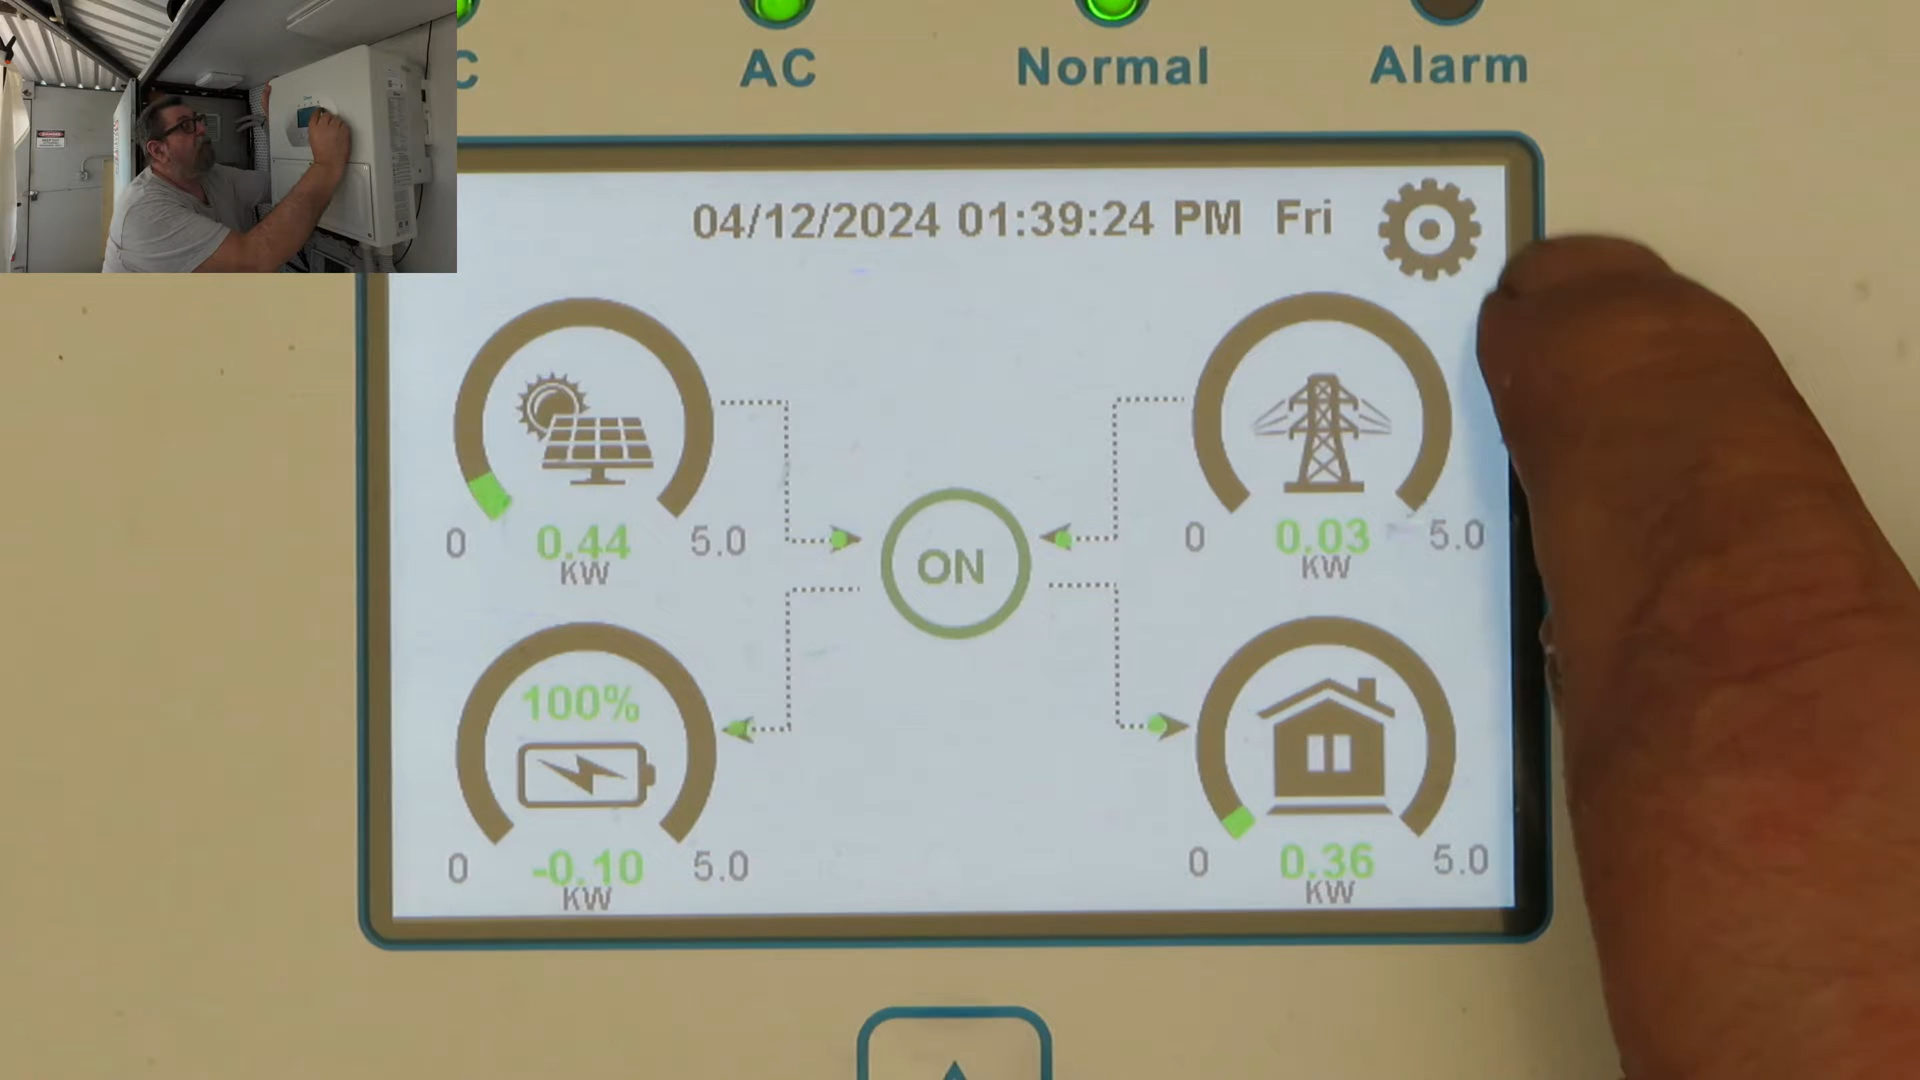 C AC Normal Alarm
04/12/2024 01:39:24 PM Fri
0 0.44 5.0
KW
0 0.03 5.0
KW
ON
100%
0 -0.10 5.0
KW
0 0.36 5.0
KW